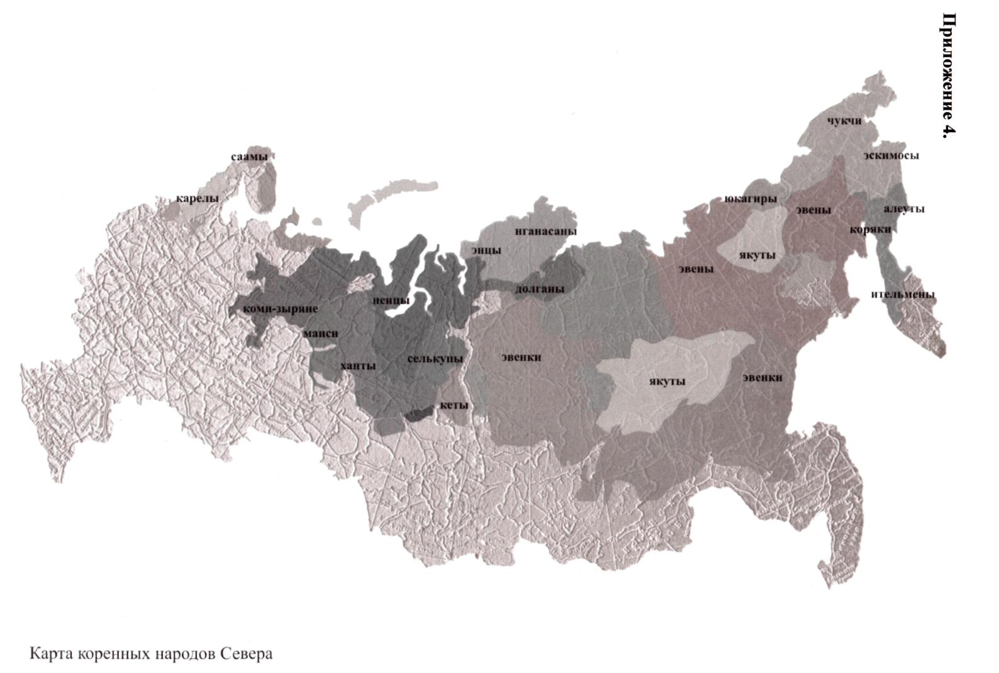 Приложение 4.
чукчи
эскимосы
саамы
карелы
юкагиры
эвены
алеуты
коряки
нганасаны
энцы
якуты
эвены
долганы
ительмены
ненцы
коми-зыряне
манси
ханты
селькупы
эвенки
якуты
эвенки
кеты
Карта коренных народов Севера